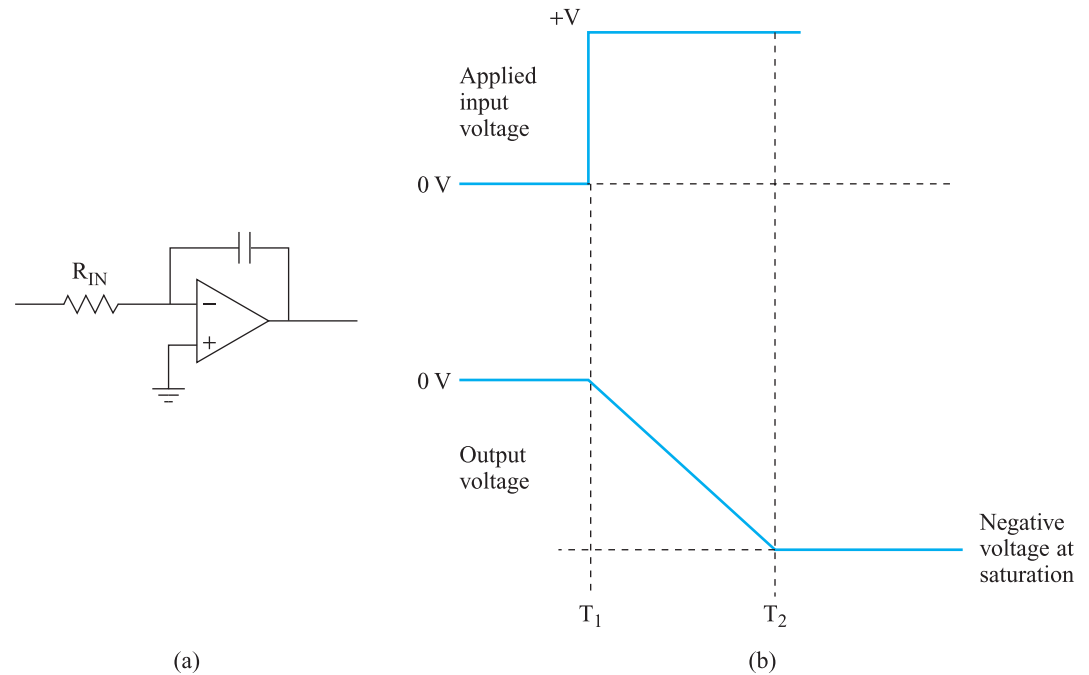 R_IN
−
+
(a)
+V
Applied
input
voltage
0 V
0 V
Output
voltage
Negative
voltage at
saturation
T_1
T_2
(b)